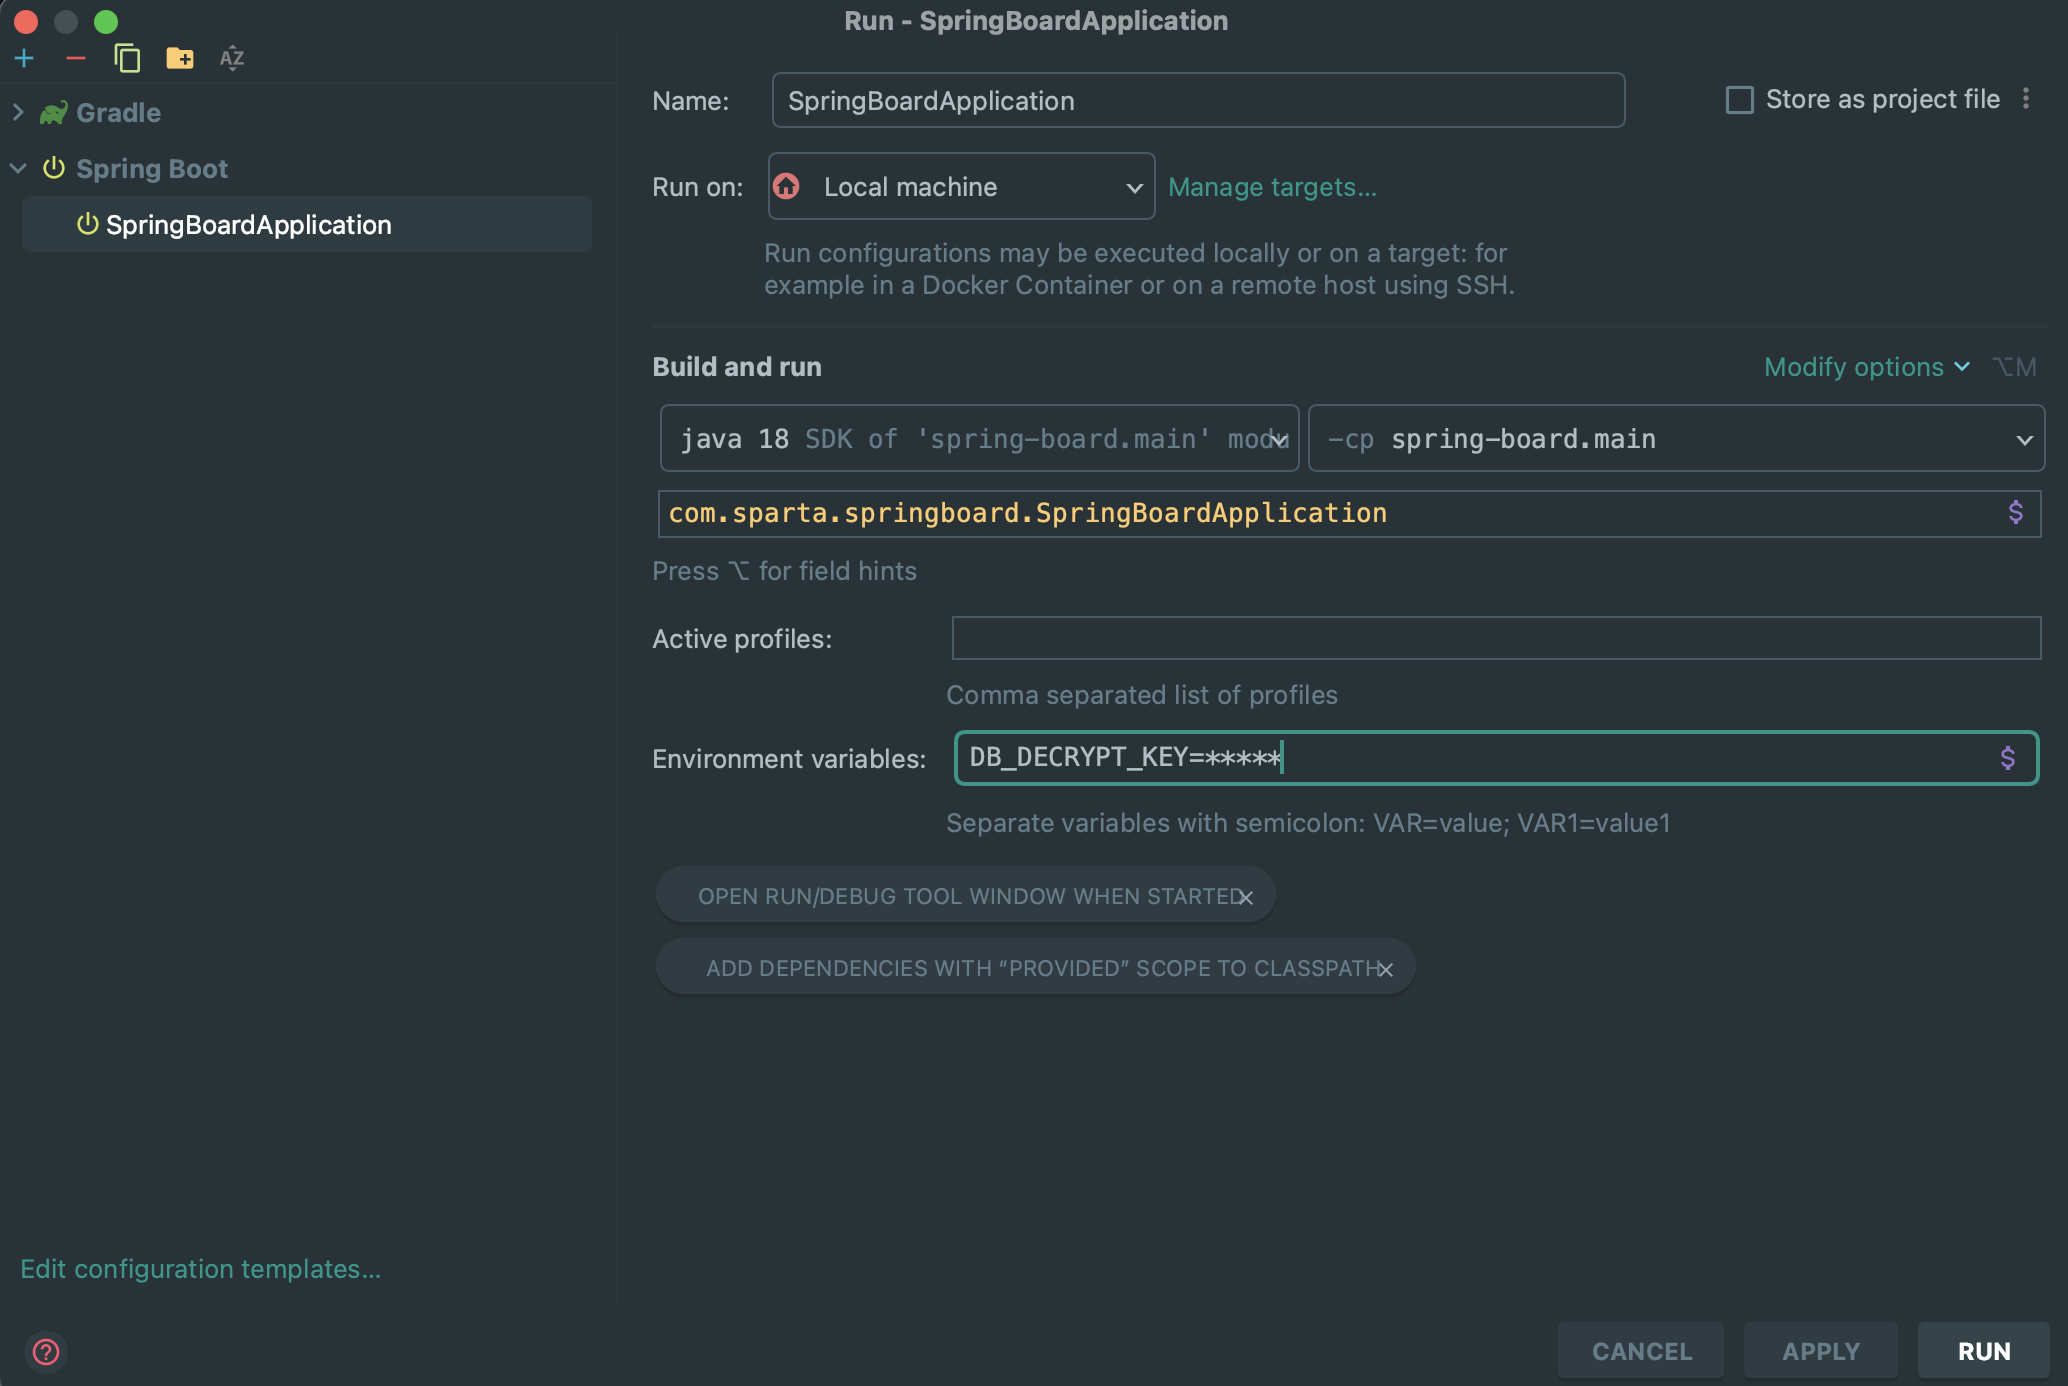 Run - SpringBoardApplication
AZ
Gradle
Spring Boot
SpringBoardApplication
Name:
SpringBoardApplication
Store as project file
Run on:
Local machine
Manage targets...
Run configurations may be executed locally or on a target: for
example in a Docker Container or on a remote host using SSH.
Build and run
Modify options
⌥M
java 18 SDK of 'spring-board.main' modu
-cp spring-board.main
com.sparta.springboard.SpringBoardApplication
$
Press ⌥ for field hints
Active profiles:
Comma separated list of profiles
Environment variables:
DB_DECRYPT_KEY=*****
$
Separate variables with semicolon: VAR=value; VAR1=value1
OPEN RUN/DEBUG TOOL WINDOW WHEN STARTED
ADD DEPENDENCIES WITH “PROVIDED” SCOPE TO CLASSPATH
Edit configuration templates...
?
CANCEL
APPLY
RUN